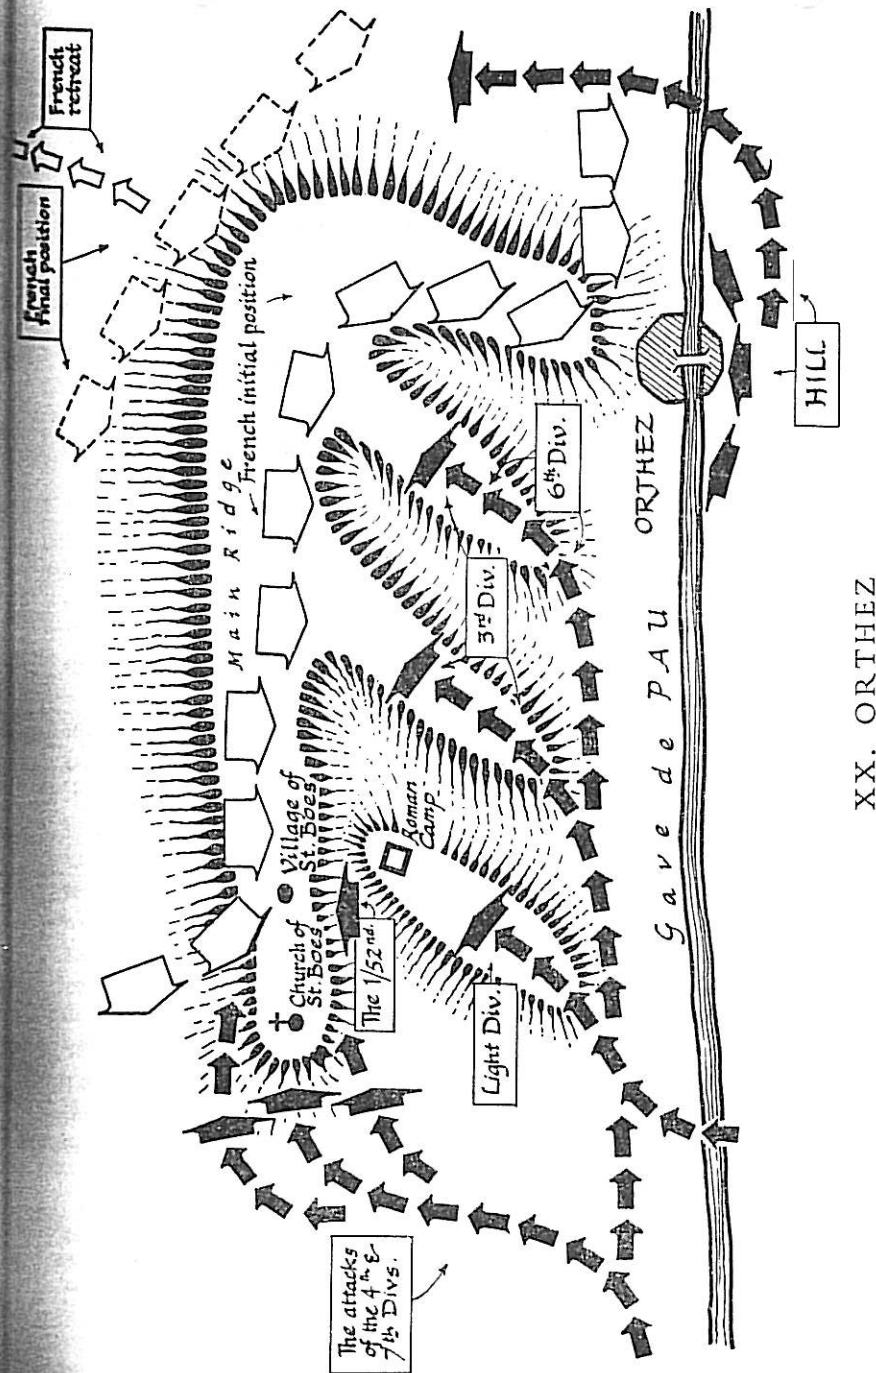 French
retreat
French
final position
French initial position
Main Ridge
Village of
St. Boes
Church of
St. Boes
The 1/52nd.
Roman
Camp
Light Div.
3rd Div.
6th Div.
The attacks
of the 4th &
7th Divs.
ORTHEZ
HILL
Gave de PAU
XX. ORTHEZ